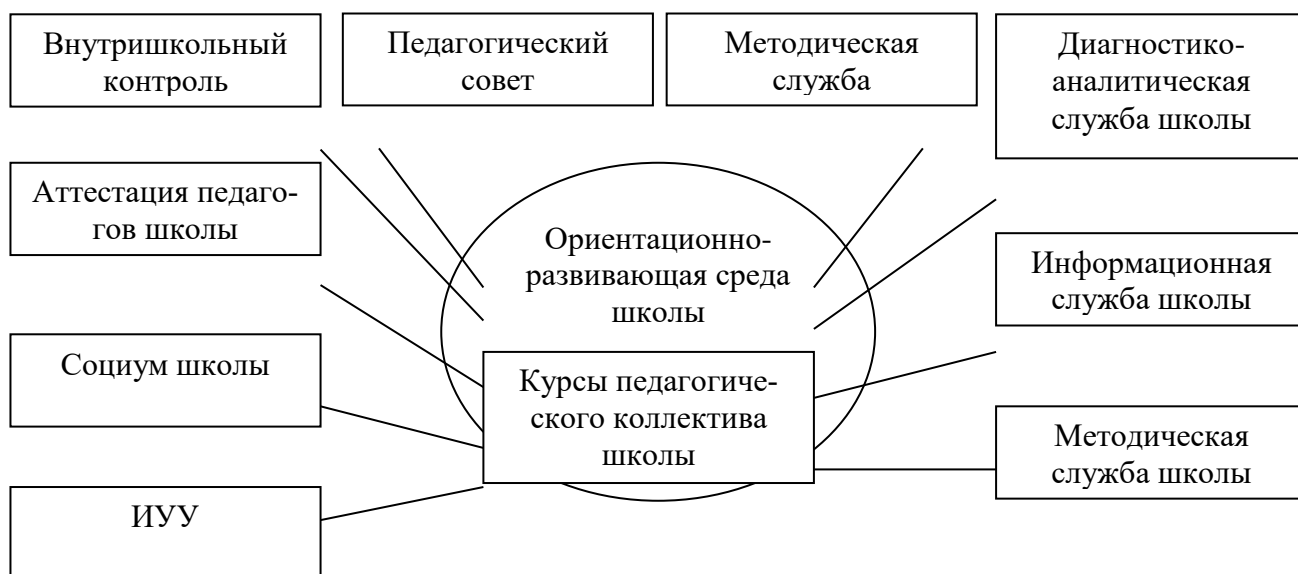 Внутришкольный
контроль
Педагогический
совет
Методическая
служба
Диагностико-
аналитическая
служба школы
Аттестация педаго-
гов школы
Ориентационно-
развивающая среда
школы
Информационная
служба школы
Социум школы
Курсы педагогиче-
ского коллектива
школы
Методическая
служба школы
ИУУ